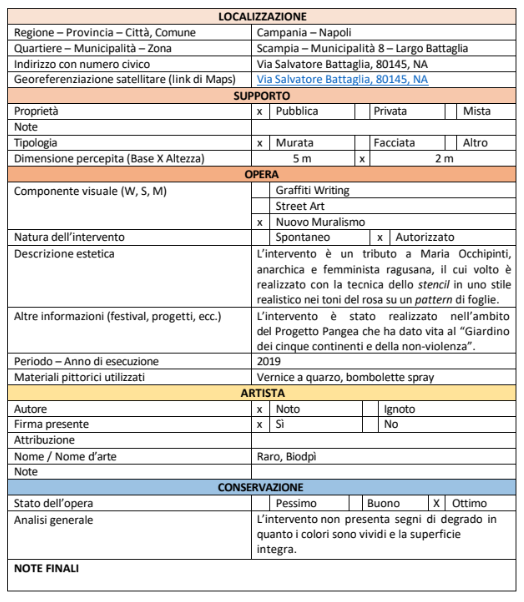 LOCALIZZAZIONE
Regione – Provincia – Città, Comune Campania – Napoli
Quartiere – Municipalità – Zona Scampia – Municipalità 8 – Largo Battaglia
Indirizzo con numero civico Via Salvatore Battaglia, 80145, NA
Georeferenziazione satellitare (link di Maps) Via Salvatore Battaglia, 80145, NA
SUPPORTO
Proprietà x Pubblica Privata Mista
Note
Tipologia x Murata Facciata Altro
Dimensione percepita (Base X Altezza) 5 m x 2 m
OPERA
Componente visuale (W, S, M) Graffiti Writing
Street Art
x Nuovo Muralismo
Natura dell'intervento Spontaneo x Autorizzato
Descrizione estetica L'intervento è un tributo a Maria Occhipinti,
anarchica e femminista ragusana, il cui volto è
realizzato con la tecnica dello stencil in uno stile
realistico nei toni del rosa su un pattern di foglie.
Altre informazioni (festival, progetti, ecc.) L'intervento è stato realizzato nell'ambito
del Progetto Pangea che ha dato vita al “Giardino
dei cinque continenti e della non-violenza”.
Periodo – Anno di esecuzione 2019
Materiali pittorici utilizzati Vernice a quarzo, bombolette spray
ARTISTA
Autore x Noto Ignoto
Firma presente x Sì No
Attribuzione
Nome / Nome d'arte Raro, Biodpì
Note
CONSERVAZIONE
Stato dell'opera Pessimo Buono X Ottimo
Analisi generale L'intervento non presenta segni di degrado in
quanto i colori sono vividi e la superficie
integra.
NOTE FINALI